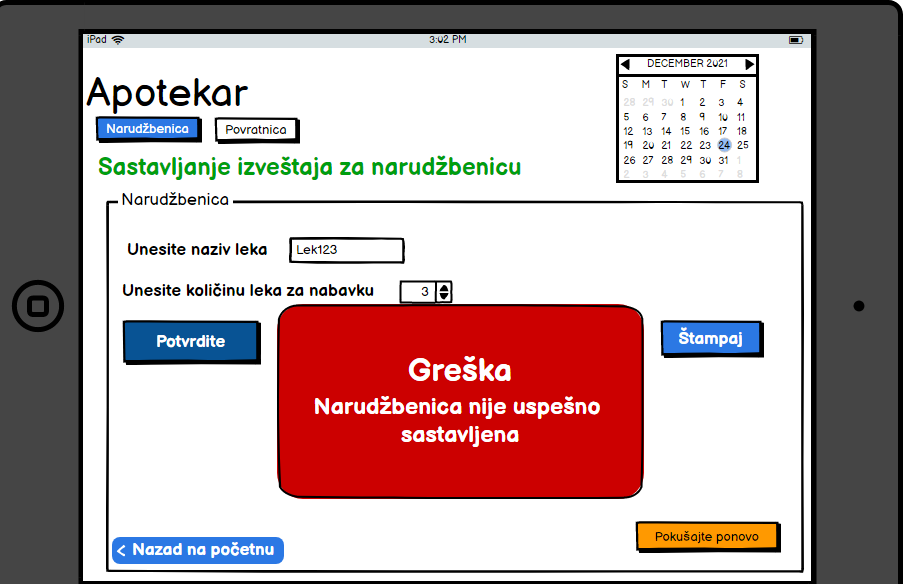 iPad
3:02 PM
Apotekar
DECEMBER 2021
S M T W T F S
28 29 30 1 2 3 4
5 6 7 8 9 10 11
12 13 14 15 16 17 18
19 20 21 22 23 24 25
26 27 28 29 30 31 1
2 3 4 5 6 7 8
Narudžbenica
Povratnica
Sastavljanje izveštaja za narudžbenicu
Narudžbenica
Unesite naziv leka
Lek123
Unesite količinu leka za nabavku
3
Potvrdite
Greška
Narudžbenica nije uspešno
sastavljena
Štampaj
< Nazad na početnu
Pokušajte ponovo